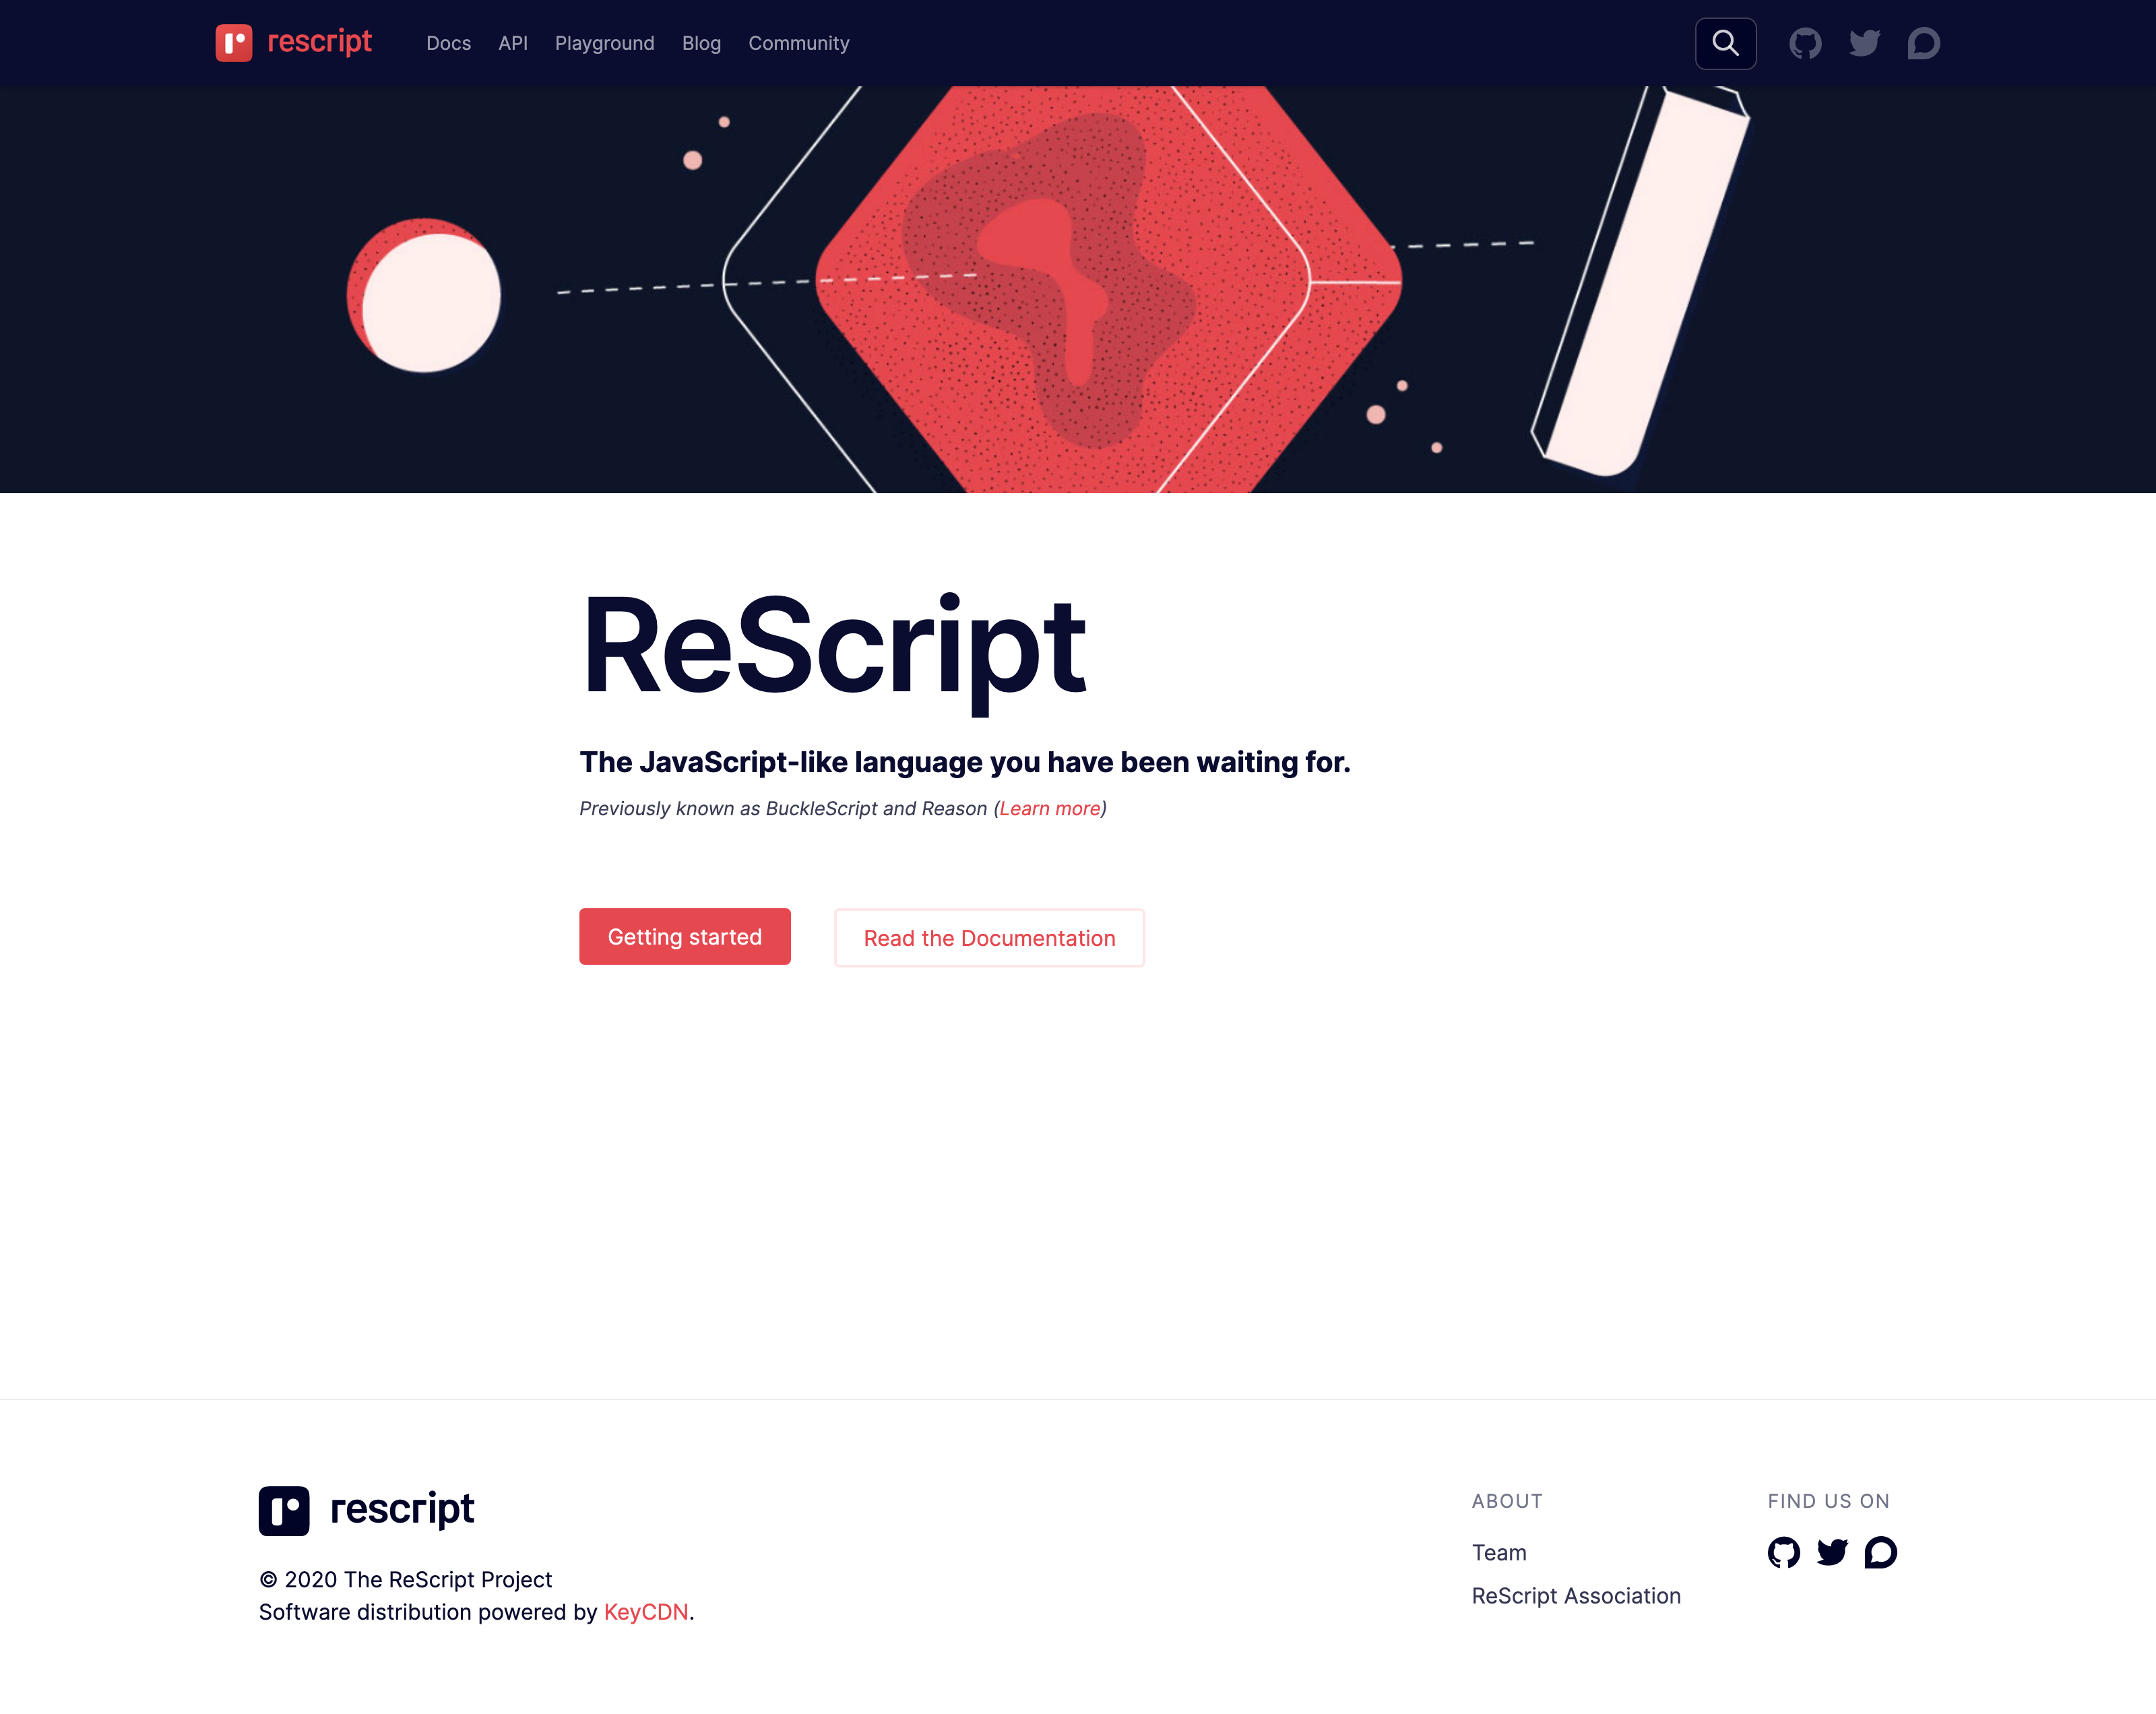 rescript Docs API Playground Blog Community
ReScript
The JavaScript-like language you have been waiting for.
Previously known as BuckleScript and Reason (Learn more)
Getting started Read the Documentation
rescript
© 2020 The ReScript Project
Software distribution powered by KeyCDN.
ABOUT
Team
ReScript Association
FIND US ON